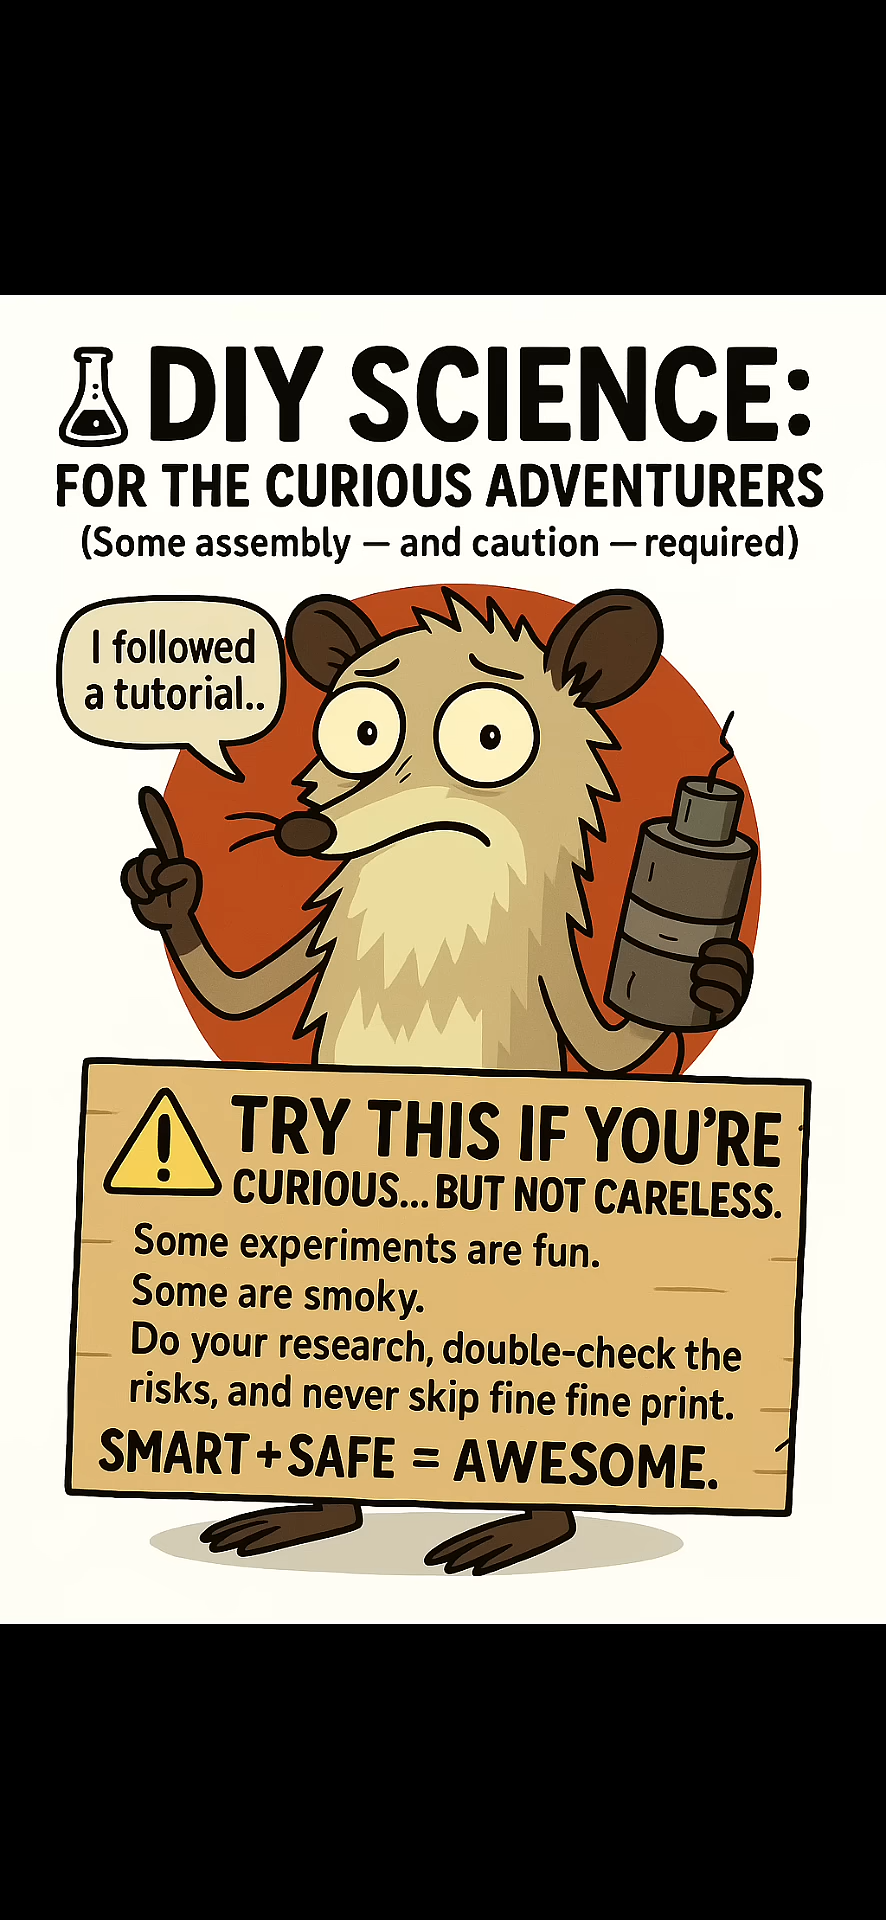 DIY SCIENCE:
FOR THE CURIOUS ADVENTURERS
(Some assembly — and caution — required)
I followed
a tutorial..
TRY THIS IF YOU'RE
CURIOUS... BUT NOT CARELESS.
Some experiments are fun.
Some are smoky.
Do your research, double-check the
risks, and never skip fine fine print.
SMART + SAFE = AWESOME.